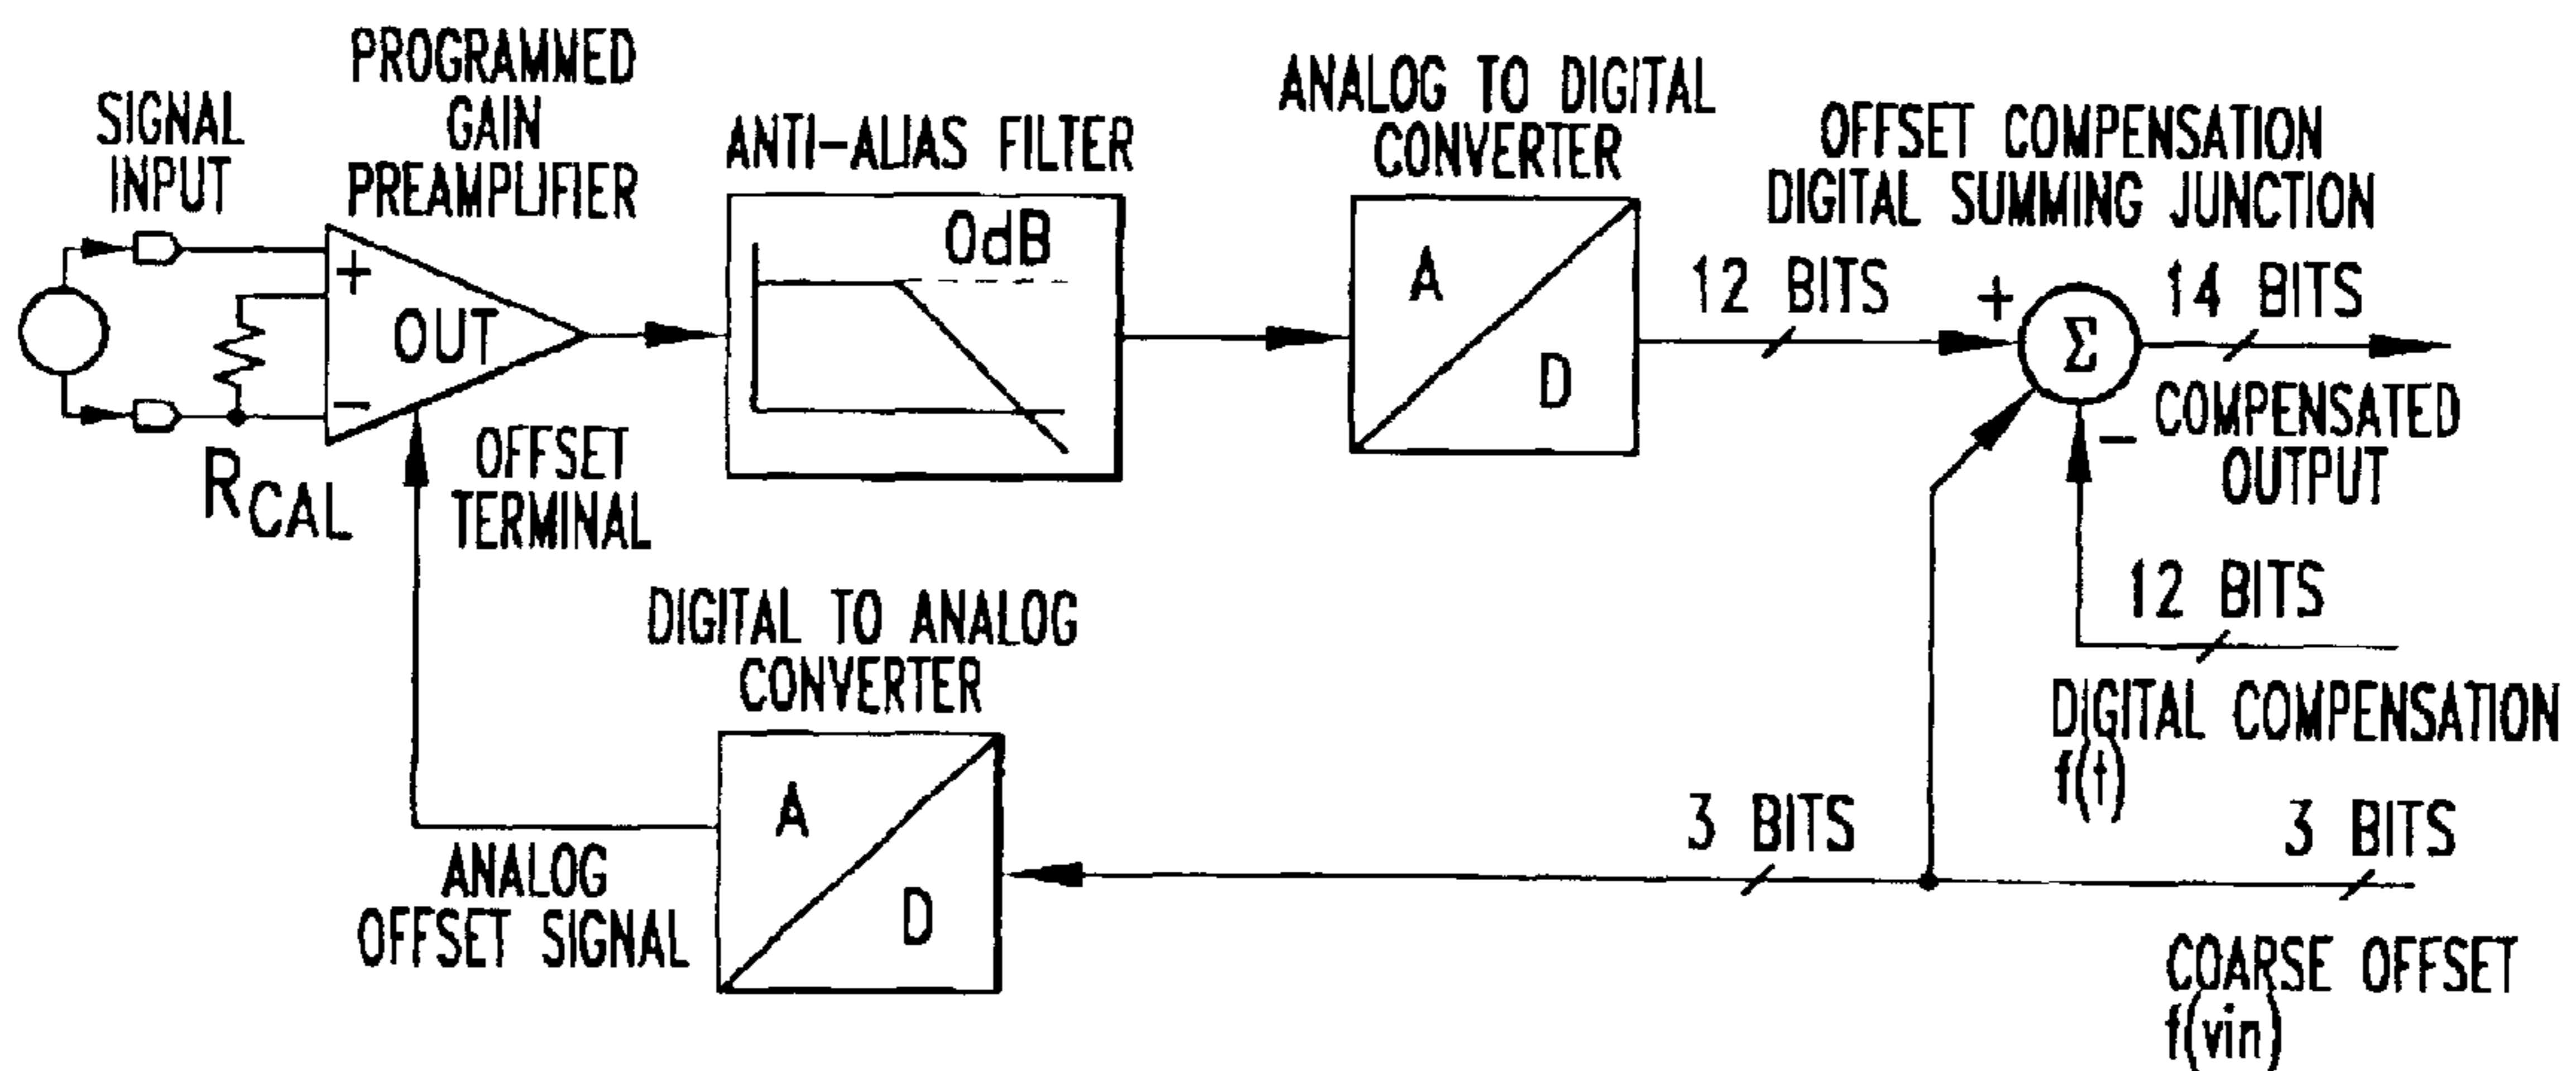 SIGNAL
INPUT
PROGRAMMED
GAIN
PREAMPLIFIER
ANTI-ALIAS FILTER
ANALOG TO DIGITAL
CONVERTER
OFFSET COMPENSATION
DIGITAL SUMMING JUNCTION
+
OUT
-
0dB
A
D
12 BITS
+
Σ
14 BITS
-
COMPENSATED
OUTPUT
RCAL
OFFSET
TERMINAL
12 BITS
DIGITAL COMPENSATION
f(t)
DIGITAL TO ANALOG
CONVERTER
A
D
3 BITS
3 BITS
ANALOG
OFFSET SIGNAL
COARSE OFFSET
f(vin)